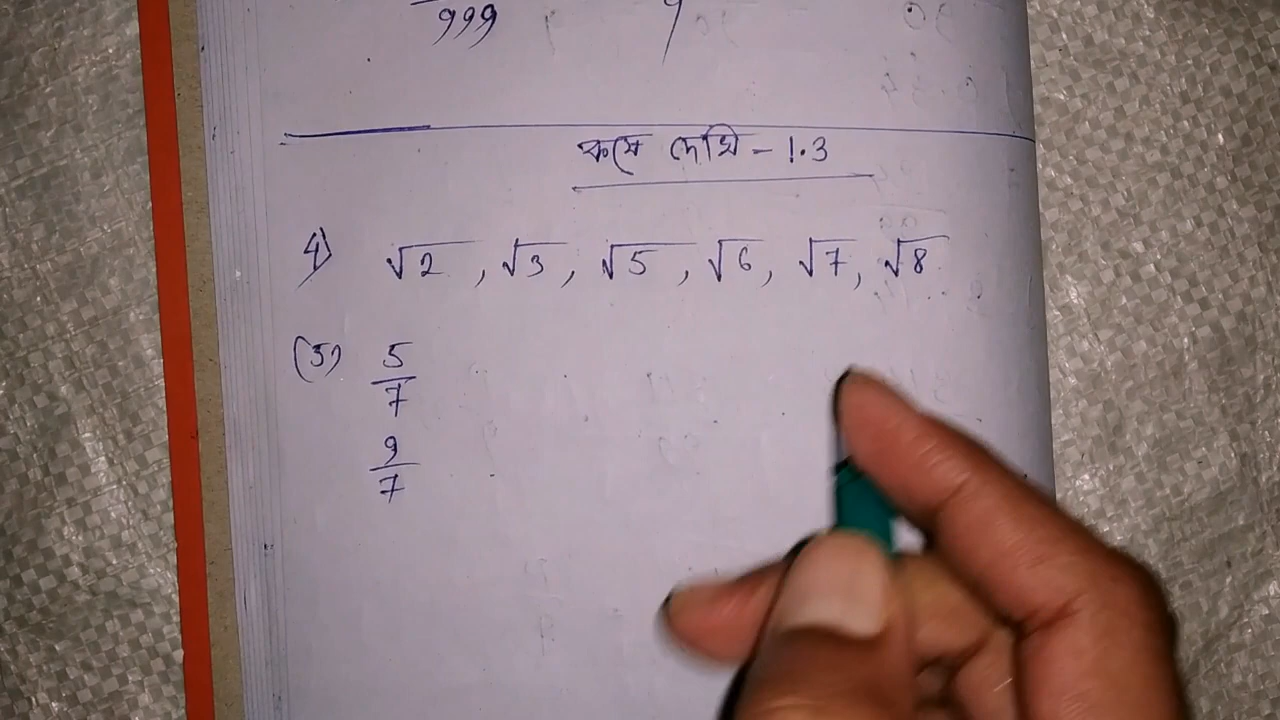 999
কষে দেখি - 1.3
4) √2, √3, √5, √6, √7, √8
(5) 5/7
9/7